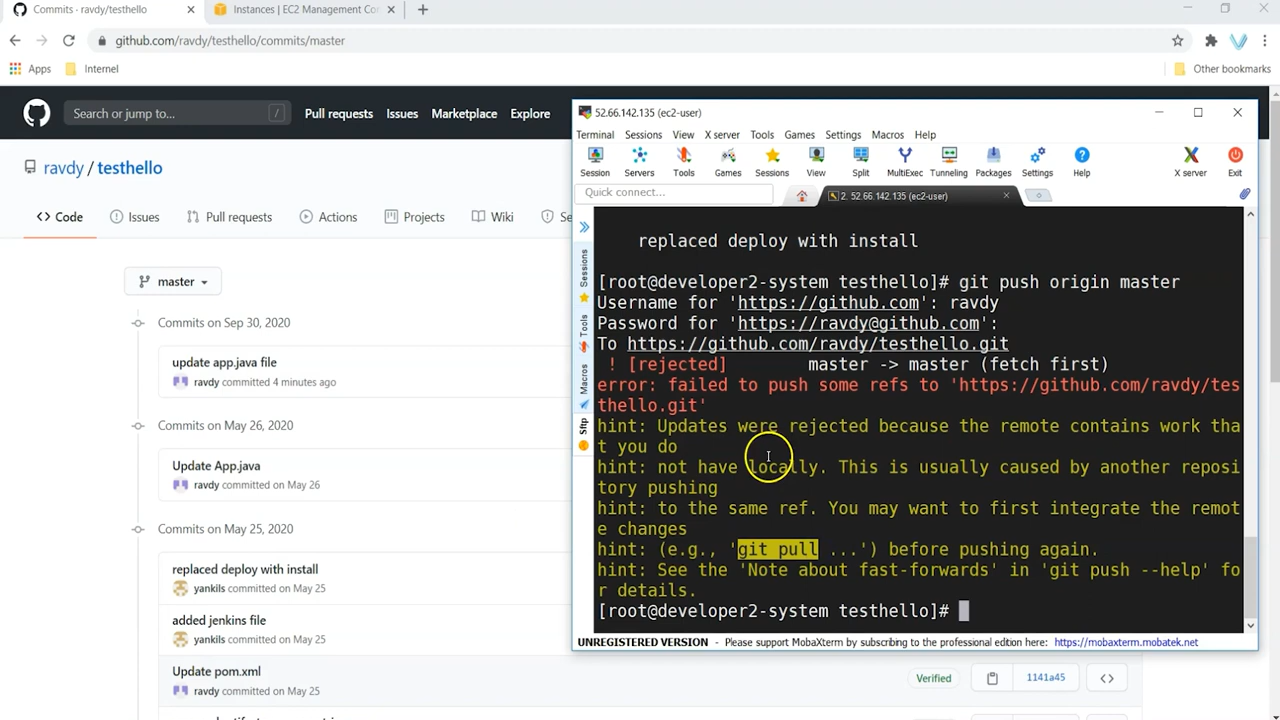 Commits · ravdy/testhello
Instances | EC2 Management Con
github.com/ravdy/testhello/commits/master
Apps
Internet
Other bookmarks
Search or jump to...
/
Pull requests
Issues
Marketplace
Explore
ravdy / testhello
Code
Issues
Pull requests
Actions
Projects
Wiki
Se
master
Commits on Sep 30, 2020
update app.java file
ravdy committed 4 minutes ago
Commits on May 26, 2020
Update App.java
ravdy committed on May 26
Commits on May 25, 2020
replaced deploy with install
yankils committed on May 25
added jenkins file
yankils committed on May 25
Update pom.xml
ravdy committed on May 25
Verified
1141a45
52.66.142.135 (ec2-user)
Terminal Sessions View X server Tools Games Settings Macros Help
Session Servers Tools Games Sessions View Split MultiExec Tunneling Packages Settings Help X server Exit
Quick connect...
2. 52.66.142.135 (ec2-user)
Sessions
Tools
Macros
Sftp
replaced deploy with install
[root@developer2-system testhello]# git push origin master
Username for 'https://github.com': ravdy
Password for 'https://ravdy@github.com':
To https://github.com/ravdy/testhello.git
! [rejected] master -> master (fetch first)
error: failed to push some refs to 'https://github.com/ravdy/tes
thello.git'
hint: Updates were rejected because the remote contains work tha
t you do
hint: not have locally. This is usually caused by another reposi
tory pushing
hint: to the same ref. You may want to first integrate the remot
e changes
hint: (e.g., 'git pull ...') before pushing again.
hint: See the 'Note about fast-forwards' in 'git push --help' fo
r details.
[root@developer2-system testhello]#
UNREGISTERED VERSION - Please support MobaXterm by subscribing to the professional edition here: https://mobaxterm.mobatek.net